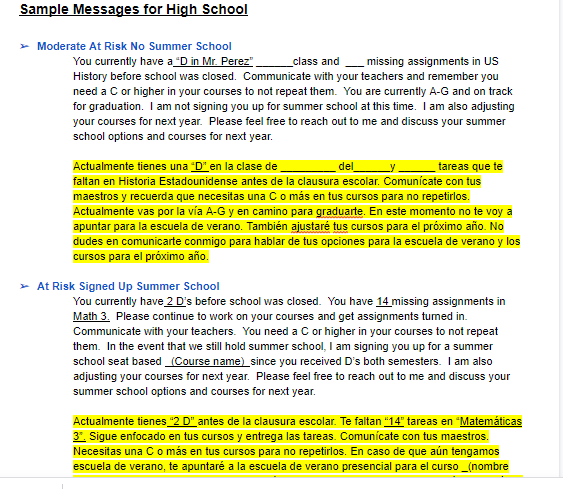 Sample Messages for High School
➢ Moderate At Risk No Summer School
You currently have a “D in Mr. Perez” ______class and ___ missing assignments in US
History before school was closed. Communicate with your teachers and remember you
need a C or higher in your courses to not repeat them. You are currently A-G and on track
for graduation. I am not signing you up for summer school at this time. I am also adjusting
your courses for next year. Please feel free to reach out to me and discuss your summer
school options and courses for next year.
Actualmente tienes una “D” en la clase de _________ del______y ______ tareas que te
faltan en Historia Estadounidense antes de la clausura escolar. Comunícate con tus
maestros y recuerda que necesitas una C o más en tus cursos para no repetirlos.
Actualmente vas por la vía A-G y en camino para graduarte. En este momento no te voy a
apuntar para la escuela de verano. También ajustaré tus cursos para el próximo año. No
dudes en comunicarte conmigo para hablar de tus opciones para la escuela de verano y los
cursos para el próximo año.
➢ At Risk Signed Up Summer School
You currently have 2 D’s before school was closed. You have 14 missing assignments in
Math 3. Please continue to work on your courses and get assignments turned in.
Communicate with your teachers. You need a C or higher in your courses to not repeat
them. In the event that we still hold summer school, I am signing you up for a summer
school seat based _(Course name)_since you received D’s both semesters. I am also
adjusting your courses for next year. Please feel free to reach out to me and discuss your
summer school options and courses for next year.
Actualmente tienes “2 D” antes de la clausura escolar. Te faltan “14” tareas en “Matemáticas
3”. Sigue enfocado en tus cursos y entrega las tareas. Comunícate con tus maestros.
Necesitas una C o más en tus cursos para no repetirlos. En caso de que aún tengamos
escuela de verano, te apuntaré a la escuela de verano presencial para el curso _(nombre